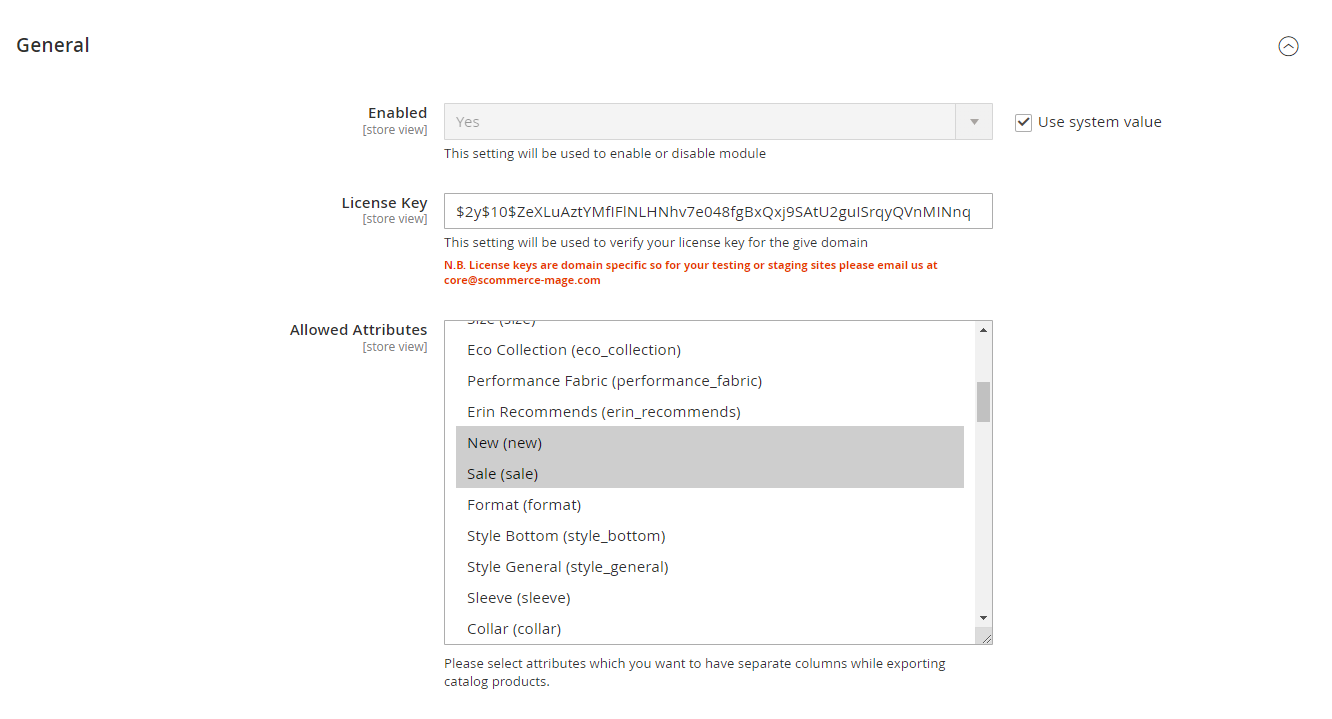 General
Enabled
[store view]
Yes
Use system value
This setting will be used to enable or disable module
License Key
[store view]
$2y$10$ZeXLuAztYMfIFlNLHNhv7e048fgBxQxj9SAtU2guISrqyQVnMINnq
This setting will be used to verify your license key for the give domain
N.B. License keys are domain specific so for your testing or staging sites please email us at
core@scommerce-mage.com
Allowed Attributes
[store view]
Size (size)
Eco Collection (eco_collection)
Performance Fabric (performance_fabric)
Erin Recommends (erin_recommends)
New (new)
Sale (sale)
Format (format)
Style Bottom (style_bottom)
Style General (style_general)
Sleeve (sleeve)
Collar (collar)
Please select attributes which you want to have separate columns while exporting
catalog products.